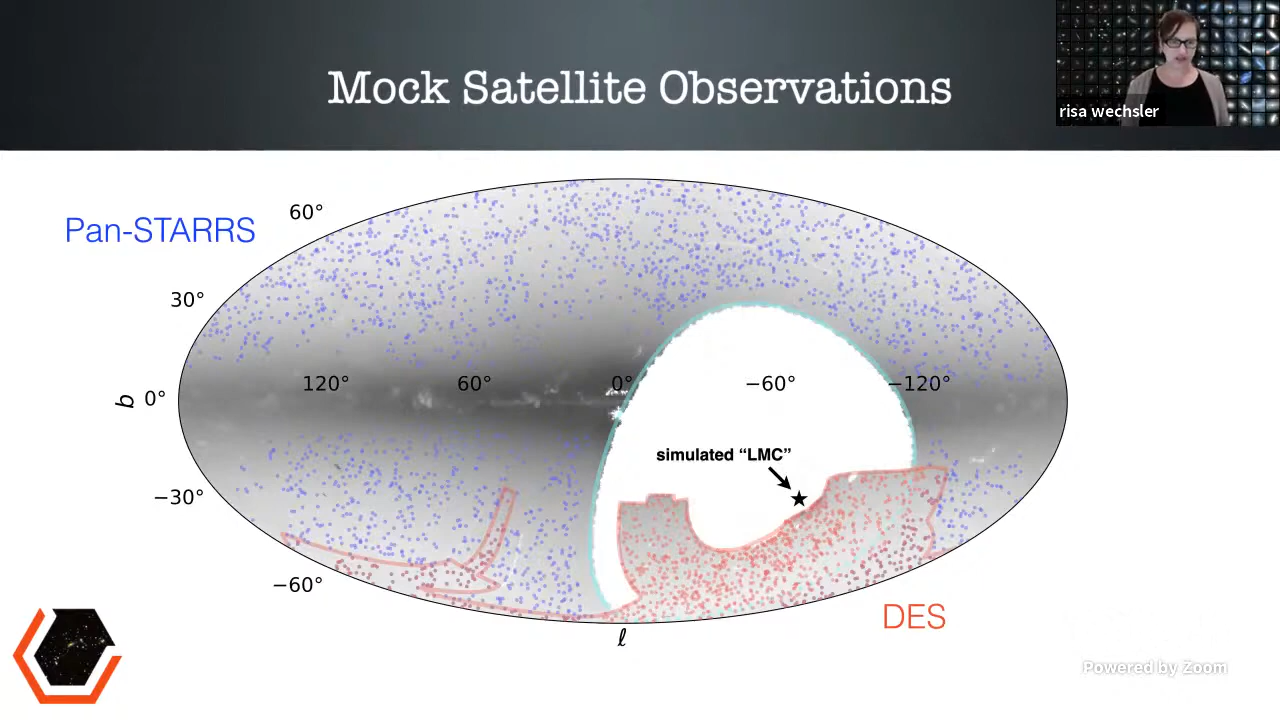 Mock Satellite Observations
risa wechsler
Pan-STARRS
60°
30°
b 0°
120° 60° 0° −60° −120°
simulated “LMC”
−30°
−60°
DES
ℓ
Powered by Zoom